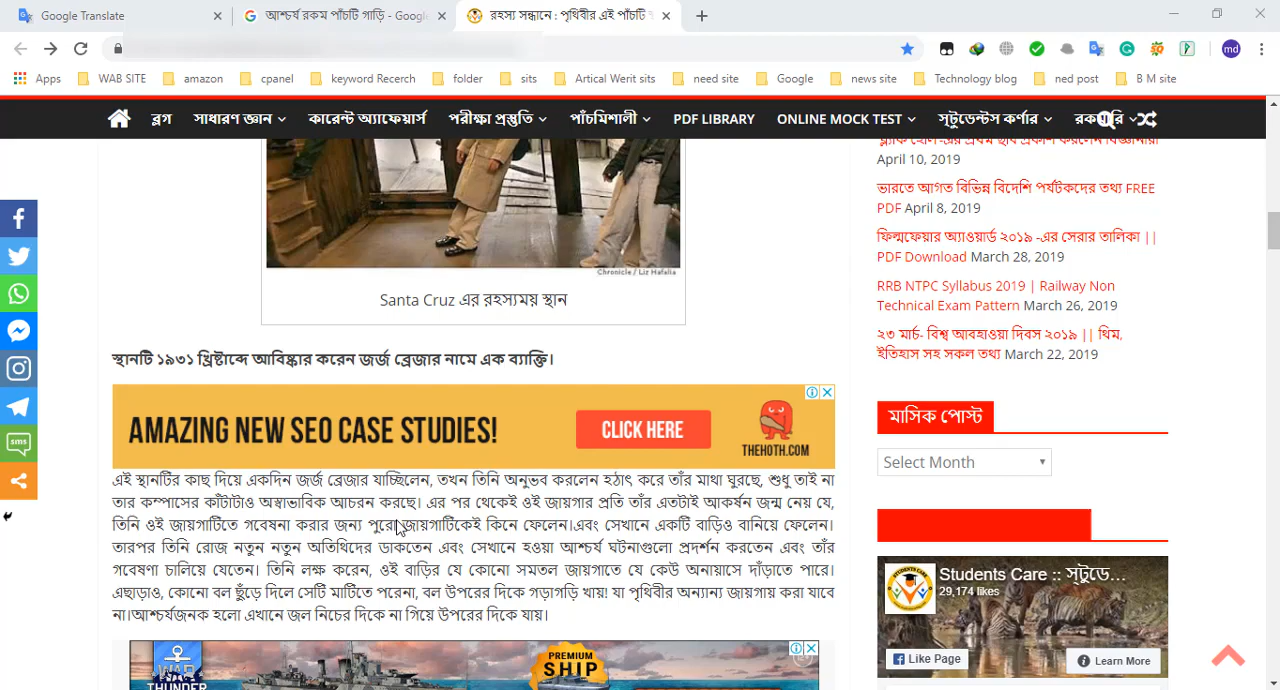 Google Translate
আশ্চর্য রকম পাঁচটি গাড়ি - Google
রহস্য সন্ধানে : পৃথিবীর এই পাঁচটি
md
Apps
WAB SITE
amazon
cpanel
keyword Recerch
folder
sits
Artical Werit sits
need site
Google
news site
Technology blog
ned post
B M site
ব্লগ
সাধারণ জ্ঞান
কারেন্ট অ্যাফেয়ার্স
পরীক্ষা প্রস্তুতি
পাঁচমিশালী
PDF LIBRARY
ONLINE MOCK TEST
স্টুডেন্টস কর্ণার
ব্ল্যাক হোল -এর প্রথম ছবি প্রকাশ করলেন বিজ্ঞানীরা
April 10, 2019
ভারতে আগত বিভিন্ন বিদেশি পর্যটকদের তথ্য FREE
PDF April 8, 2019
ফিল্মফেয়ার অ্যাওয়ার্ড ২০১৯ -এর সেরার তালিকা ||
PDF Download March 28, 2019
RRB NTPC Syllabus 2019 | Railway Non
Technical Exam Pattern March 26, 2019
২৩ মার্চ- বিশ্ব আবহাওয়া দিবস ২০১৯ || থিম,
ইতিহাস সহ সকল তথ্য March 22, 2019
Chronicle / Liz Hafalia
Santa Cruz এর রহস্যময় স্থান
স্থানটি ১৯৩১ খ্রিষ্টাব্দে আবিষ্কার করেন জর্জ ব্রেজার নামে এক ব্যাক্তি।
AMAZING NEW SEO CASE STUDIES!
CLICK HERE
THEHOTH.COM
এই স্থানটির কাছ দিয়ে একদিন জর্জ ব্রেজার যাচ্ছিলেন, তখন তিনি অনুভব করলেন হঠাৎ করে তাঁর মাথা ঘুরছে, শুধু তাই না
তার কম্পাসের কাঁটাটাও অস্বাভাবিক আচরন করছে। এর পর থেকেই ওই জায়গার প্রতি তাঁর এতটাই আকর্ষন জন্ম নেয় যে,
তিনি ওই জায়গাটিতে গবেষনা করার জন্য পুরো জায়গাটিকেই কিনে ফেলেন।এবং সেখানে একটি বাড়িও বানিয়ে ফেলেন।
তারপর তিনি রোজ নতুন নতুন অতিথিদের ডাকতেন এবং সেখানে হওয়া আশ্চর্য ঘটনাগুলো প্রদর্শন করতেন এবং তাঁর
গবেষণা চালিয়ে যেতেন। তিনি লক্ষ করেন, ওই বাড়ির যে কোনো সমতল জায়গাতে যে কেউ অনায়াসে দাঁড়াতে পারে।
এছাড়াও, কোনো বল ছুঁড়ে দিলে সেটি মাটিতে পরেনা, বল উপরের দিকে গড়াগড়ি খায়! যা পৃথিবীর অন্যান্য জায়গায় করা যাবে
না।আশ্চর্যজনক হলো এখানে জল নিচের দিকে না গিয়ে উপরের দিকে যায়।
sms
মাসিক পোস্ট
Select Month
Students Care :: স্টুডে...
29,174 likes
Like Page
Learn More
WAR
THUNDER
PREMIUM
SHIP